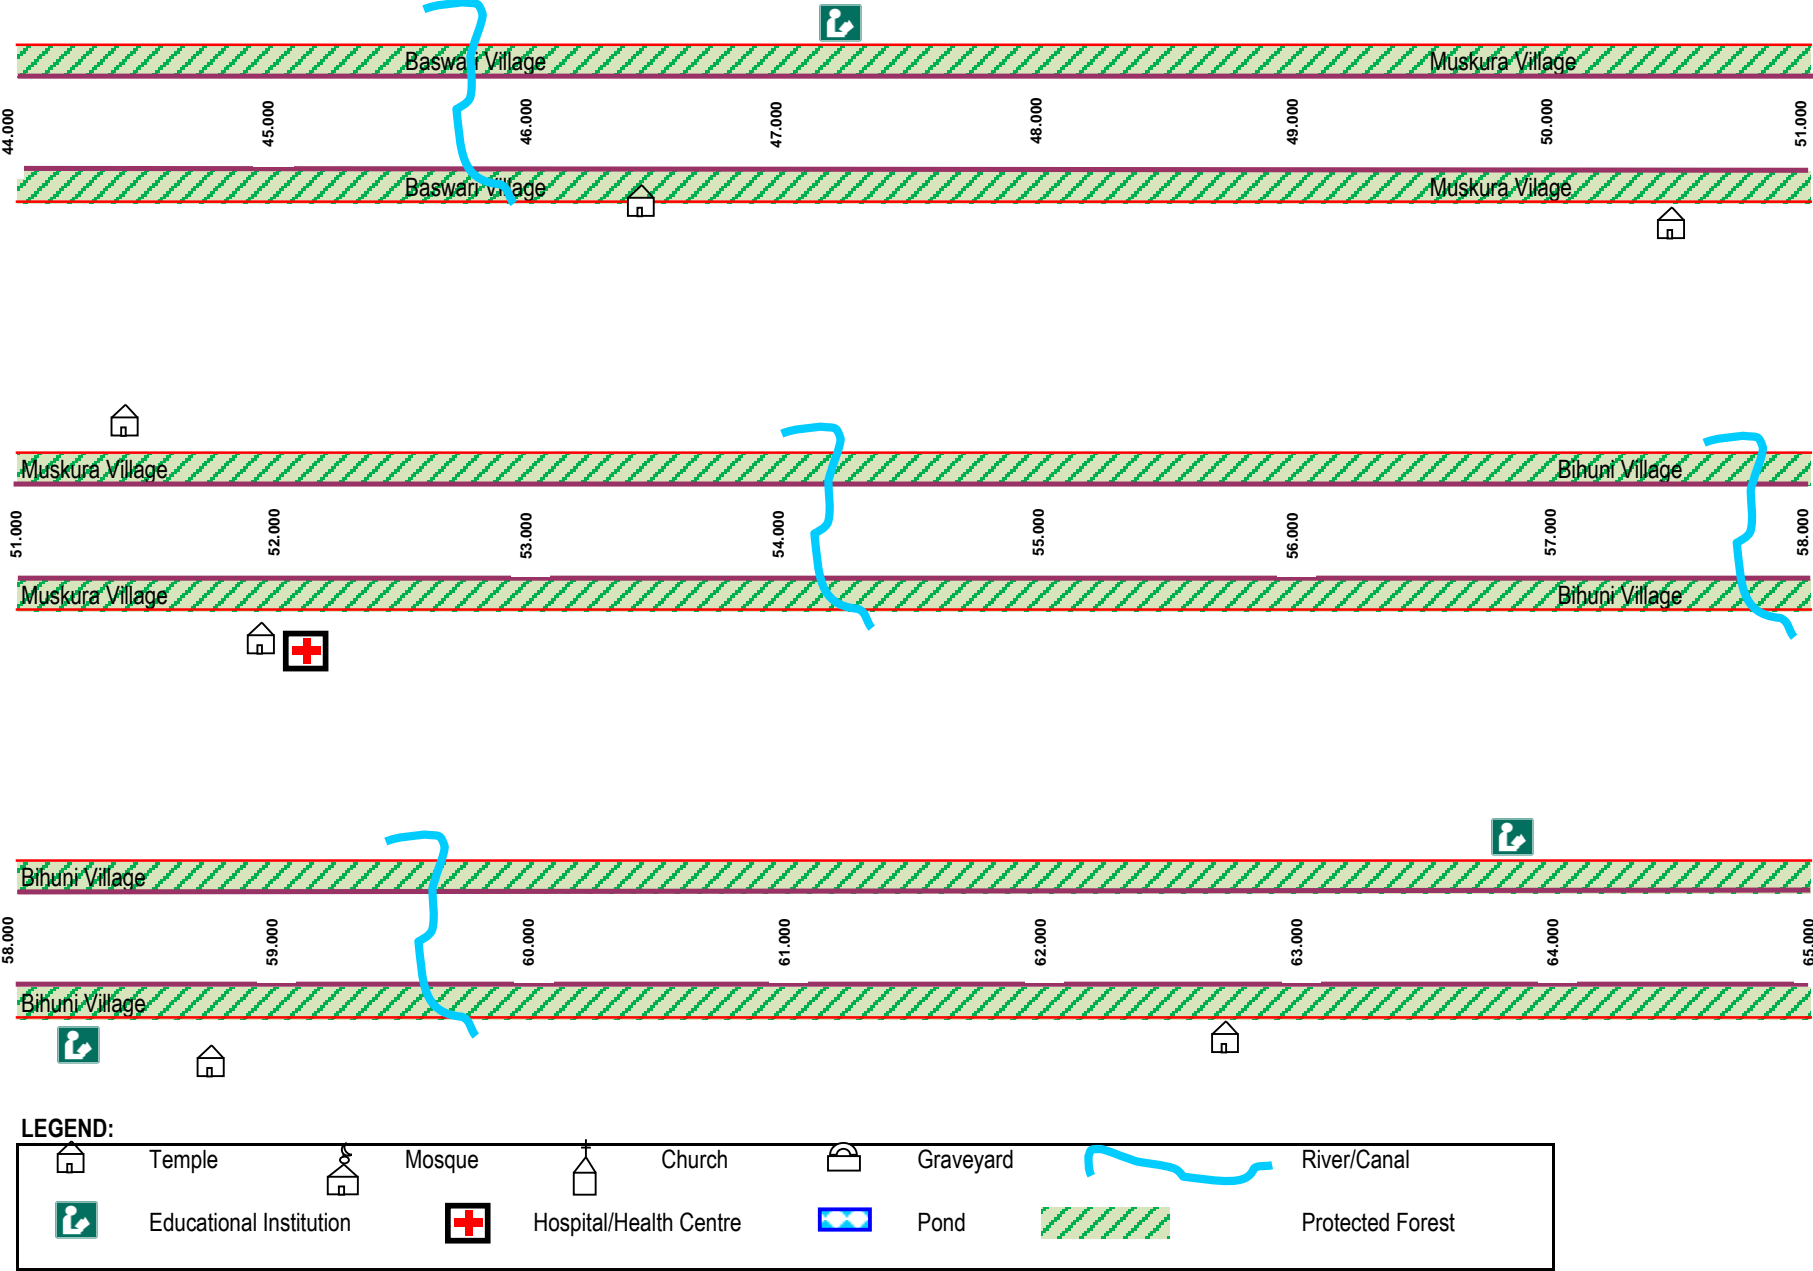 Baswari Village Muskura Village
44.000 45.000 46.000 47.000 48.000 49.000 50.000 51.000
Baswari Village Muskura Vilage
Muskura Village Bihuni Village
51.000 52.000 53.000 54.000 55.000 56.000 57.000 58.000
Muskura Village Bihuni Village
Bihuni Village
58.000 59.000 60.000 61.000 62.000 63.000 64.000 65.000
Bihuni Village
LEGEND:
Temple Mosque Church Graveyard River/Canal
Educational Institution Hospital/Health Centre Pond Protected Forest